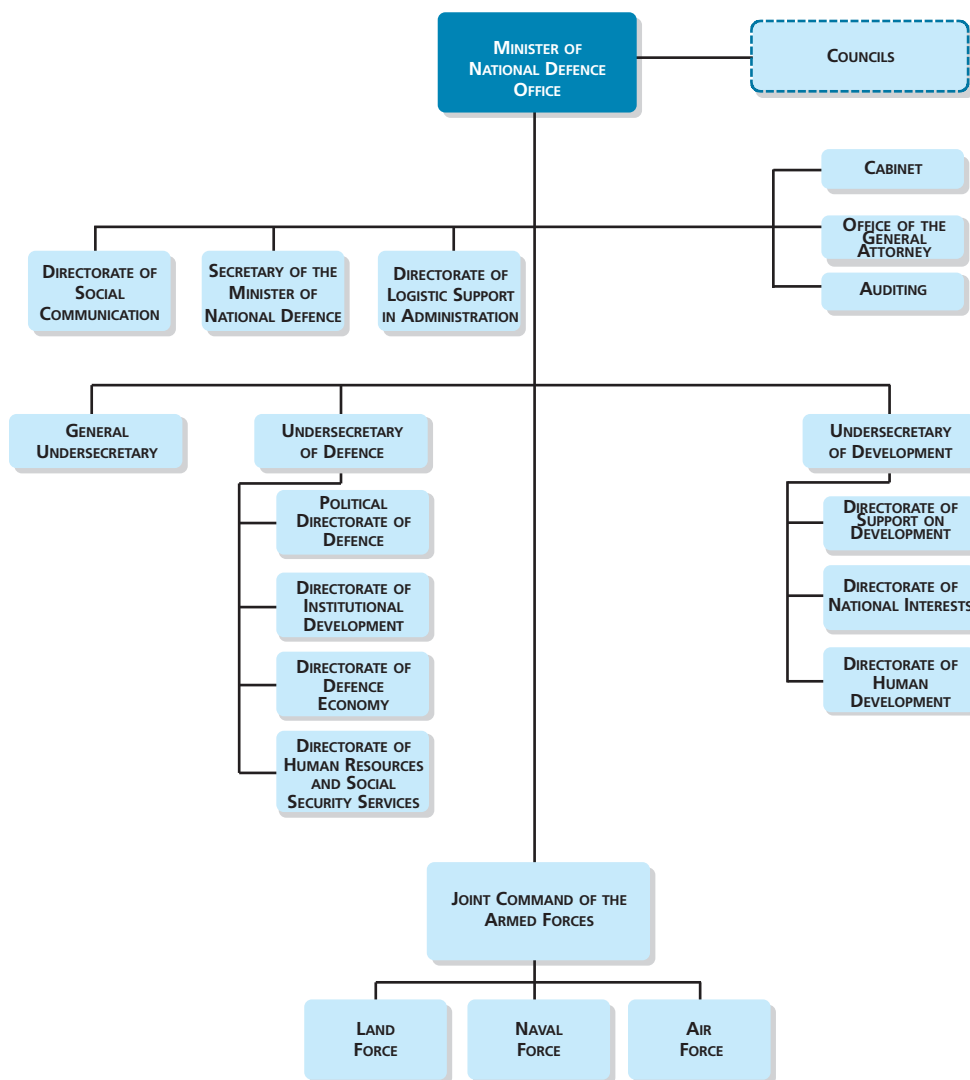 Minister of
National Defence
Office
Councils
Cabinet
Office of the
General
Attorney
Auditing
Directorate of
Social
Communication
Secretary of the
Minister of
National Defence
Directorate of
Logistic Support
in Administration
General
Undersecretary
Undersecretary
of Defence
Undersecretary
of Development
Political
Directorate of
Defence
Directorate of
Institutional
Development
Directorate of
Defence
Economy
Directorate of
Human Resources
and Social
Security Services
Directorate of
Support on
Development
Directorate of
National Interests
Directorate of
Human
Development
Joint Command of the
Armed Forces
Land
Force
Naval
Force
Air
Force